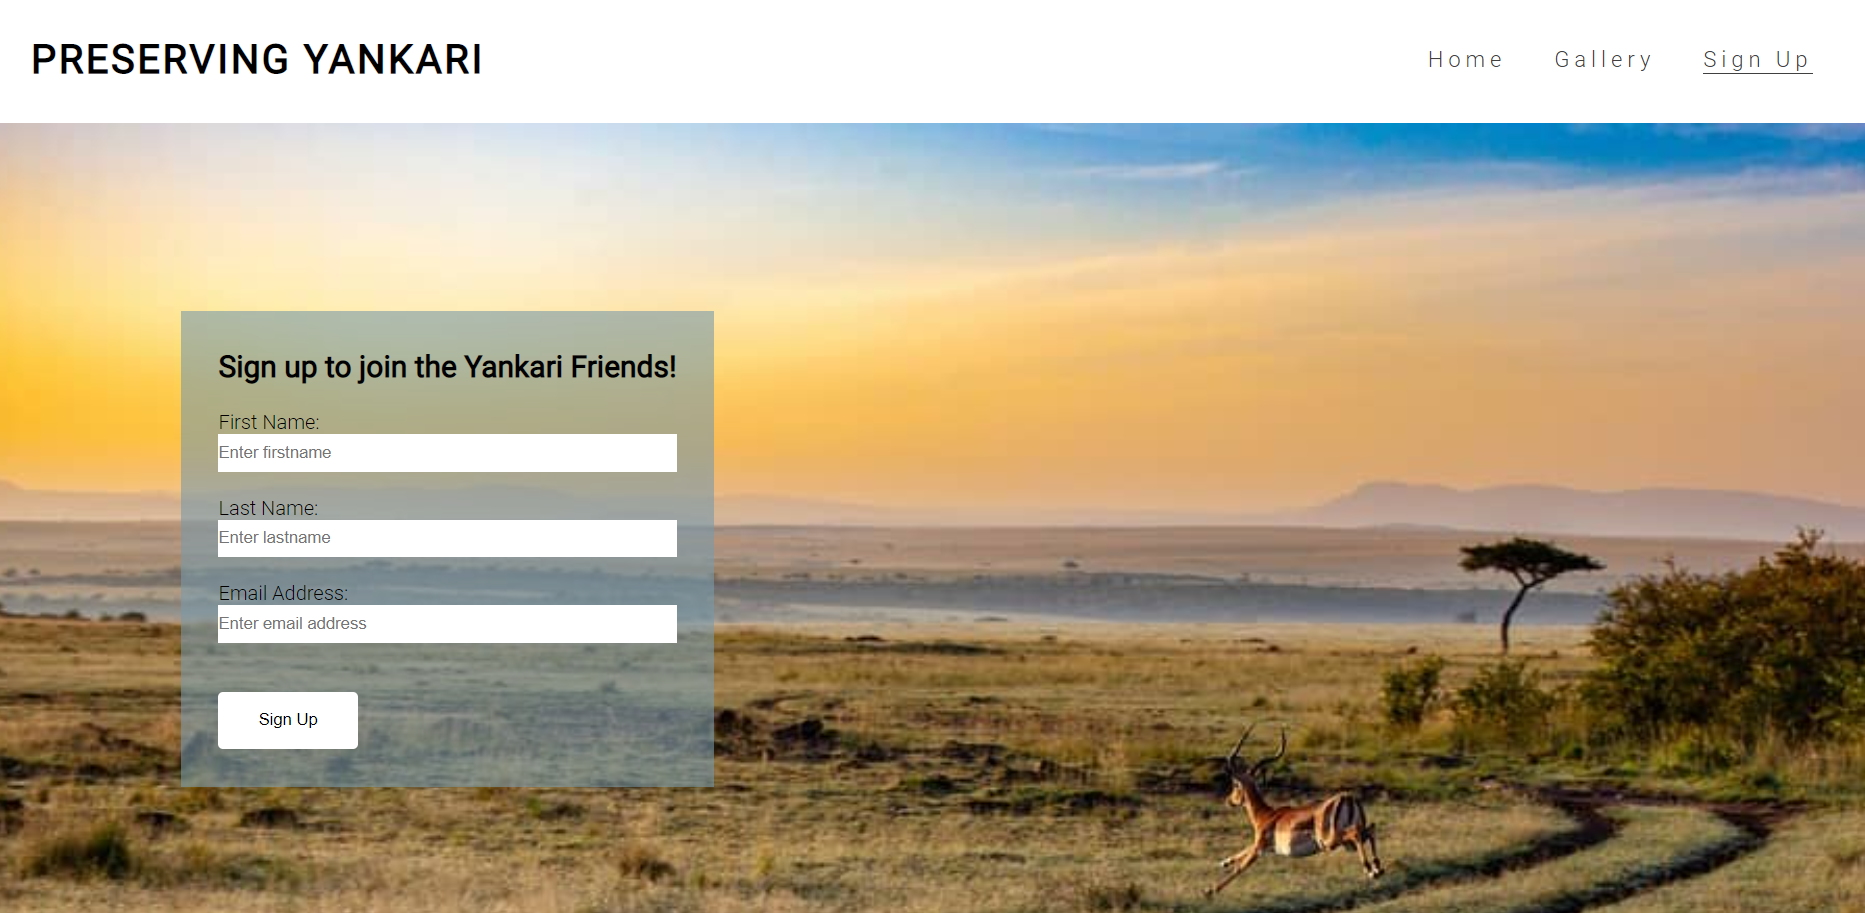 PRESERVING YANKARI
Home Gallery Sign Up
Sign up to join the Yankari Friends!
First Name:
Enter firstname
Last Name:
Enter lastname
Email Address:
Enter email address
Sign Up